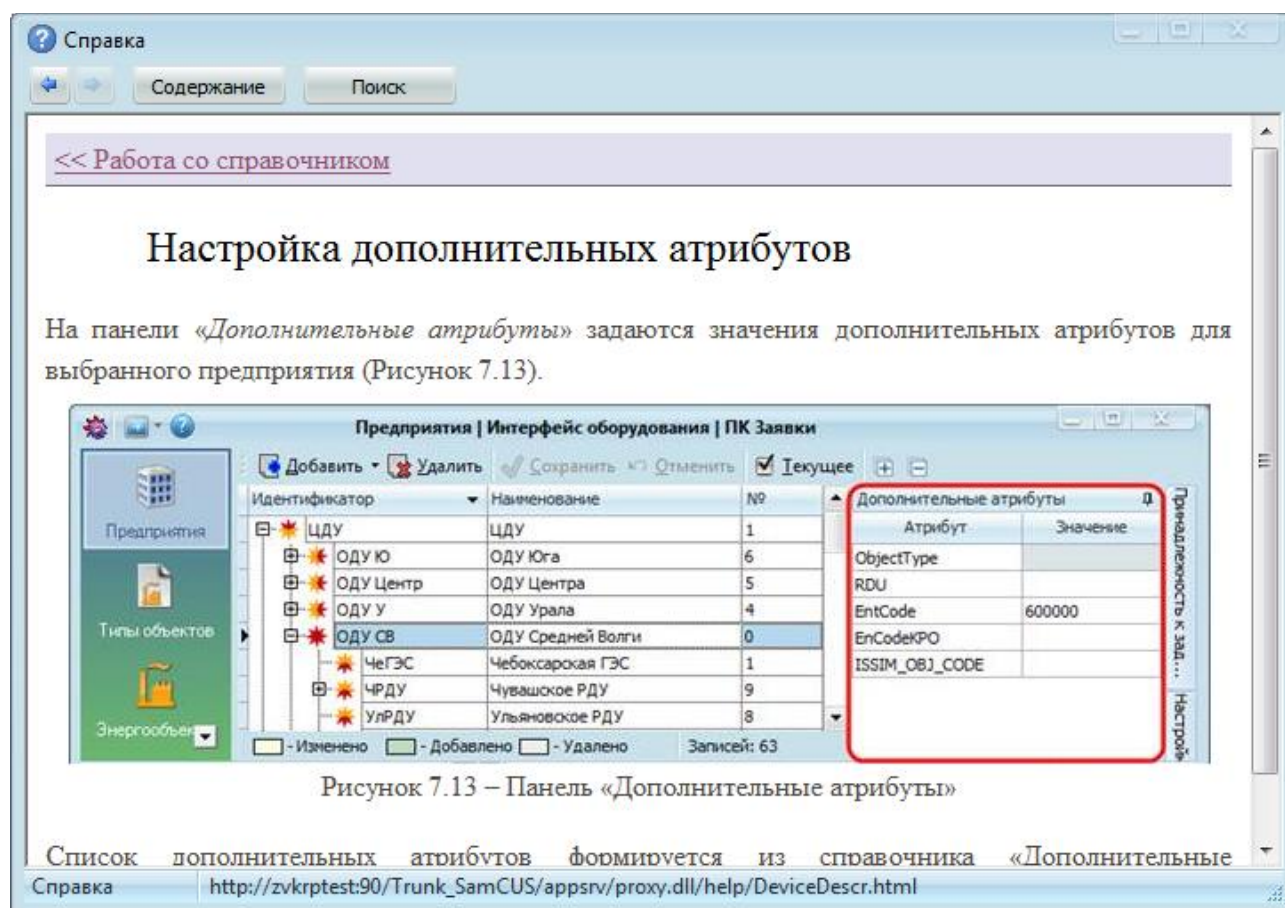 Справка
Содержание Поиск
<< Работа со справочником
Настройка дополнительных атрибутов
На панели «Дополнительные атрибуты» задаются значения дополнительных атрибутов для
выбранного предприятия (Рисунок 7.13).
Предприятия | Интерфейс оборудования | ПК Заявки
Добавить Удалить Сохранить Отменить Текущее
Идентификатор Наименование №
ЦДУ ЦДУ 1
ОДУ Ю ОДУ Юга 6
ОДУ Центр ОДУ Центра 5
ОДУ У ОДУ Урала 4
ОДУ СВ ОДУ Средней Волги 0
ЧеГЭС Чебоксарская ГЭС 1
ЧРДУ Чувашское РДУ 9
УлРДУ Ульяновское РДУ 8
Предприятия
Типы объектов
Энергообъек
- Изменено - Добавлено - Удалено Записей: 63
Дополнительные атрибуты
Атрибут Значение
ObjectType
RDU
EntCode 600000
EnCodeKPO
ISSIM_OBJ_CODE
Принадлежность к зад...
Настрой
Рисунок 7.13 – Панель «Дополнительные атрибуты»
Список дополнительных атрибутов формируется из справочника «Дополнительные
Справка http://zvkrptest:90/Trunk_SamCUS/appsrv/proxy.dll/help/DeviceDescr.html